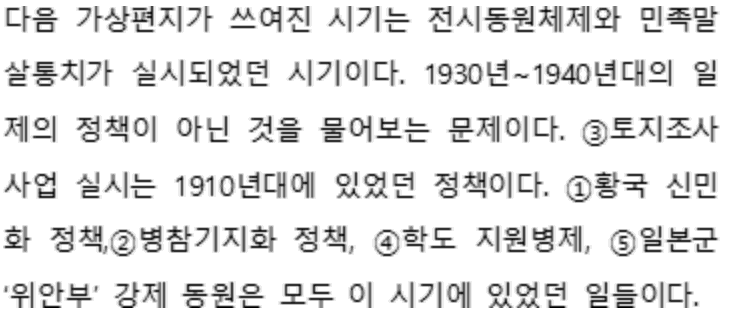 다음 가상편지가 쓰여진 시기는 전시동원체제와 민족말
살통치가 실시되었던 시기이다. 1930년~1940년대의 일
제의 정책이 아닌 것을 물어보는 문제이다. ③토지조사
사업 실시는 1910년대에 있었던 정책이다. ①황국 신민
화 정책,②병참기지화 정책, ④학도 지원병제, ⑤일본군
‘위안부’ 강제 동원은 모두 이 시기에 있었던 일들이다.